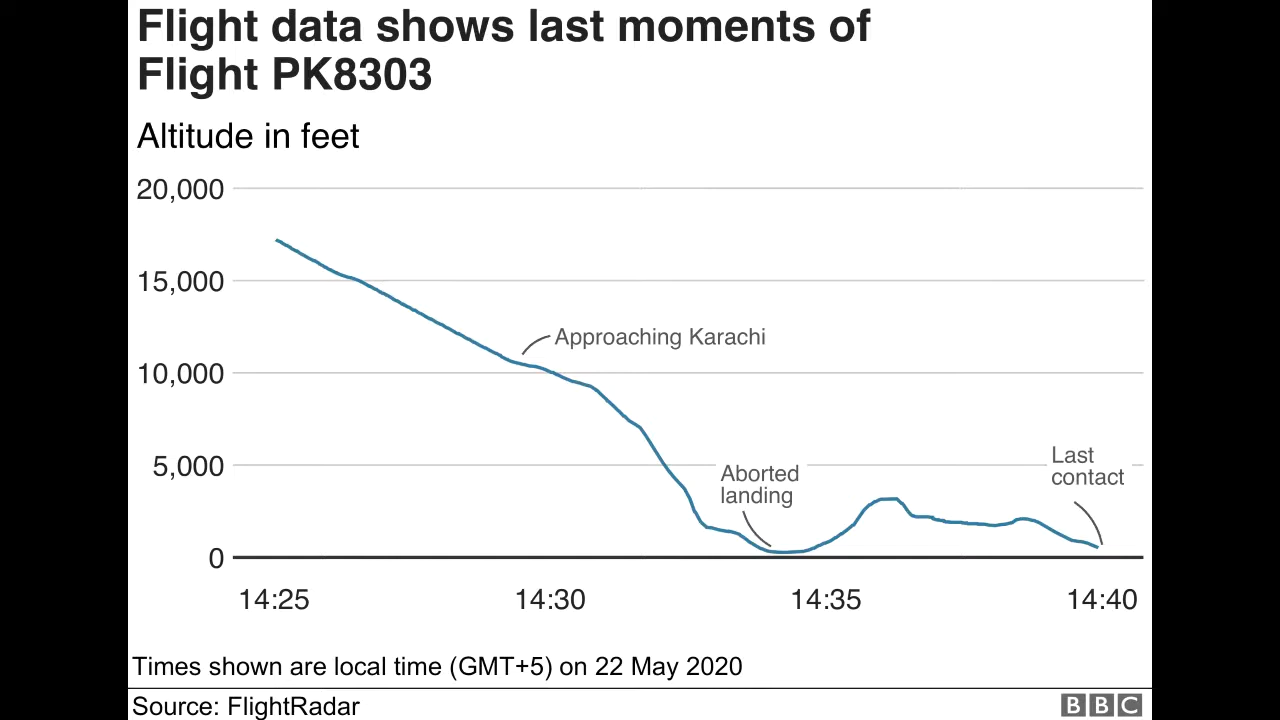 Flight data shows last moments of
Flight PK8303
Altitude in feet
20,000
15,000
Approaching Karachi
10,000
5,000
Aborted
landing
Last
contact
0
14:25 14:30 14:35 14:40
Times shown are local time (GMT+5) on 22 May 2020
Source: FlightRadar
BBC